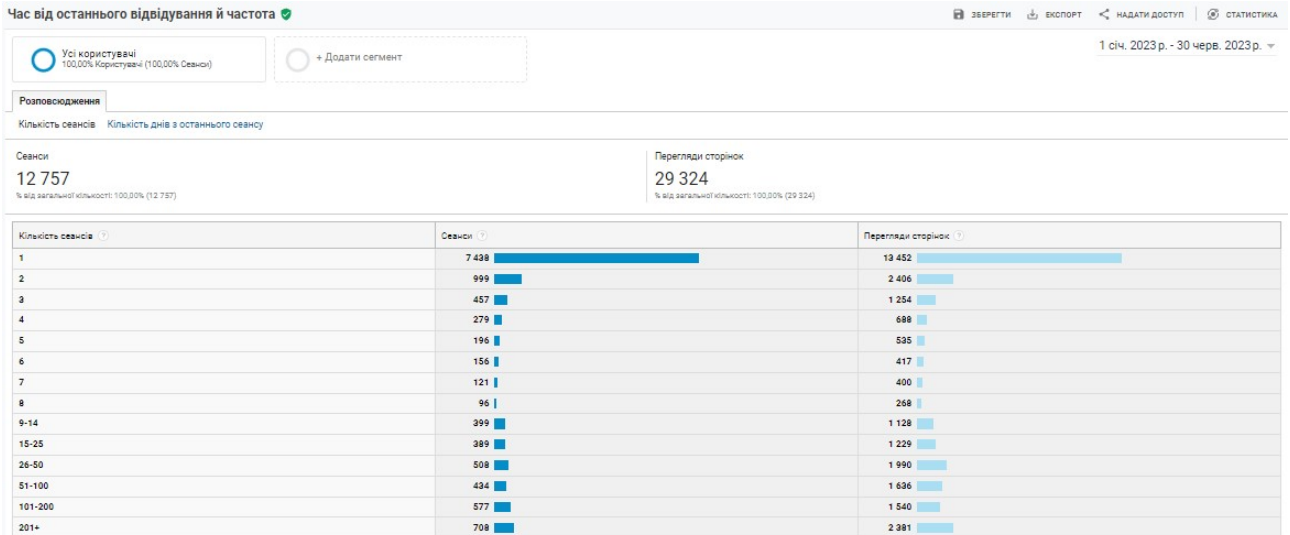 Час від останнього відвідування й частота
ЗБЕРЕГТИ ЕКСПОРТ НАДАТИ ДОСТУП СТАТИСТИКА
Усі користувачі
100,00% Користувачі (100,00% Сеанси)
+ Додати сегмент
1 січ. 2023 р. - 30 черв. 2023 р.
Розповсюдження
Кількість сеансів Кількість днів з останнього сеансу
Сеанси
12 757
% від загальної кількості: 100,00% (12 757)
Перегляди сторінок
29 324
% від загальної кількості: 100,00% (29 324)
Кількість сеансів ? Сеанси ? Перегляди сторінок ?
1 7 438 13 452
2 999 2 406
3 457 1 254
4 279 688
5 196 535
6 156 417
7 121 400
8 96 268
9-14 399 1 128
15-25 389 1 229
26-50 508 1 990
51-100 434 1 636
101-200 577 1 540
201+ 708 2 381